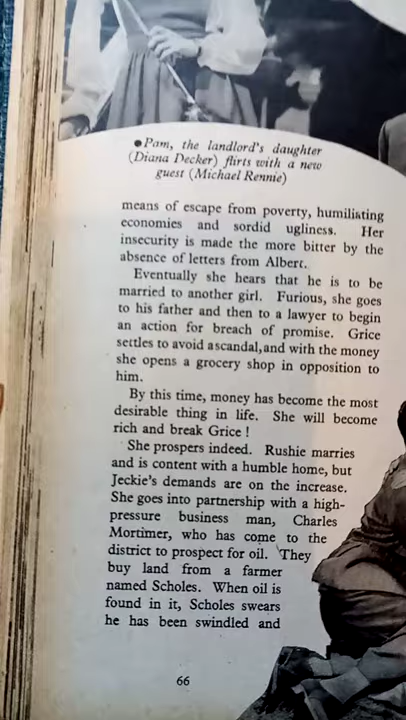 ●Pam, the landlord's daughter
(Diana Decker) flirts with a new
guest (Michael Rennie)
means of escape from poverty, humiliating
economies and sordid ugliness. Her
insecurity is made the more bitter by the
absence of letters from Albert.
Eventually she hears that he is to be
married to another girl. Furious, she goes
to his father and then to a lawyer to begin
an action for breach of promise. Grice
settles to avoid a scandal, and with the money
she opens a grocery shop in opposition to
him.
By this time, money has become the most
desirable thing in life. She will become
rich and break Grice !
She prospers indeed. Rushie marries
and is content with a humble home, but
Jeckie's demands are on the increase.
She goes into partnership with a high-
pressure business man, Charles
Mortimer, who has come to the
district to prospect for oil. They
buy land from a farmer
named Scholes. When oil is
found in it, Scholes swears
he has been swindled and
66